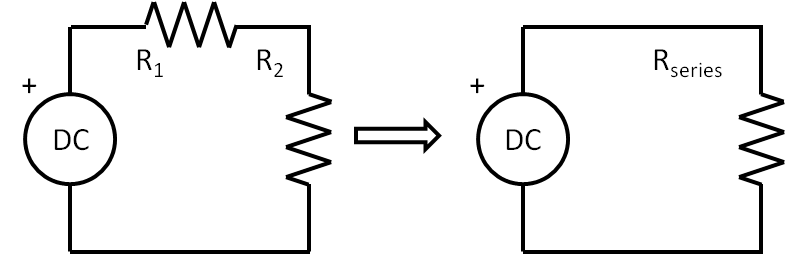 R1
R2
+
DC
Rseries
+
DC